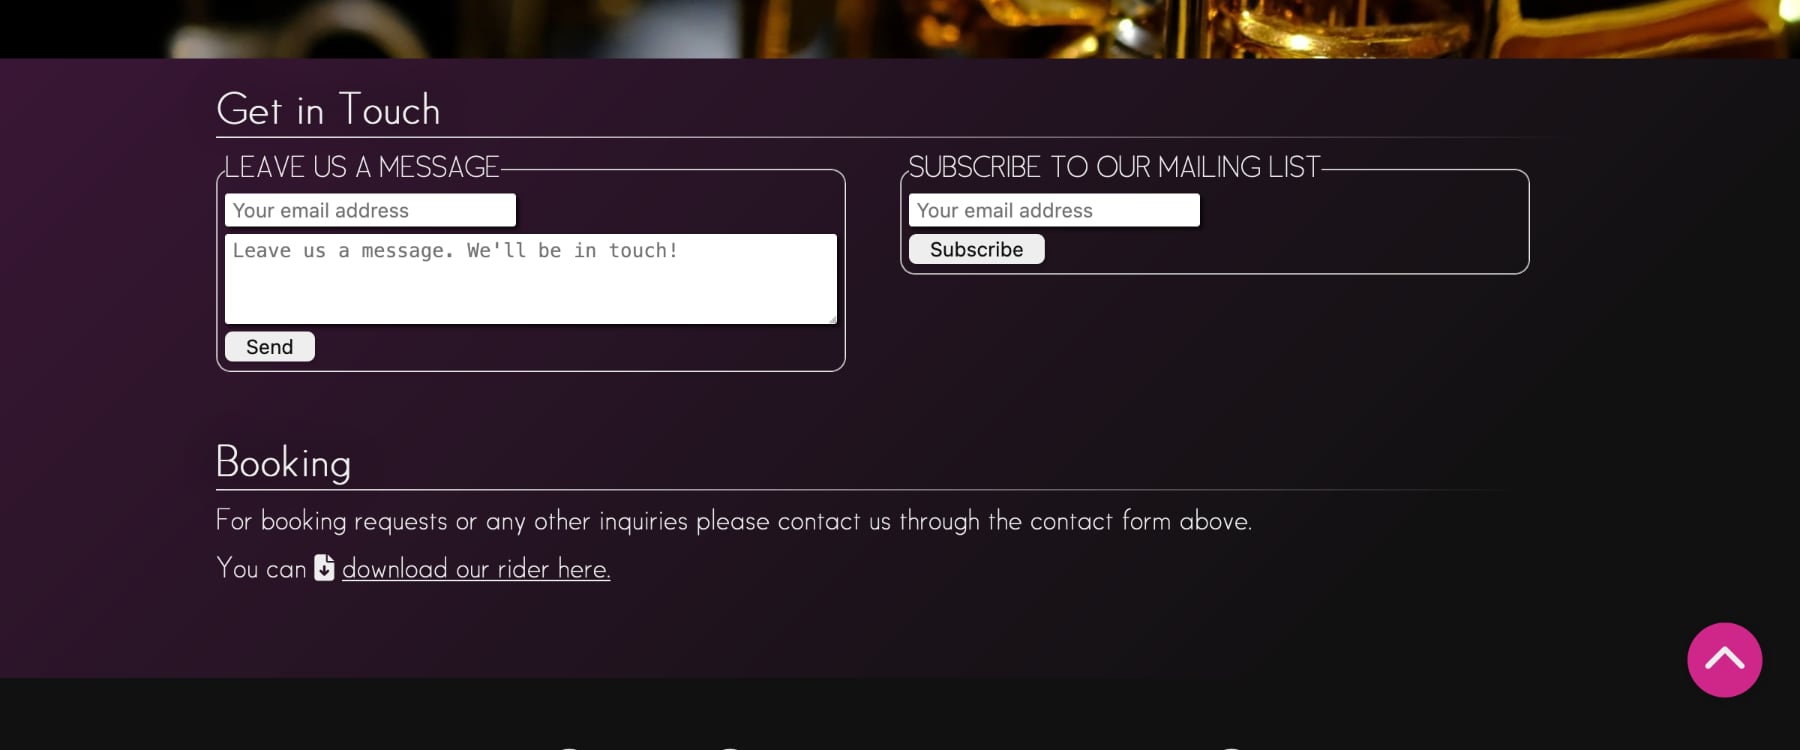 Get in Touch
LEAVE US A MESSAGE
Your email address
Leave us a message. We'll be in touch!
Send
SUBSCRIBE TO OUR MAILING LIST
Your email address
Subscribe
Booking
For booking requests or any other inquiries please contact us through the contact form above.
You can download our rider here.